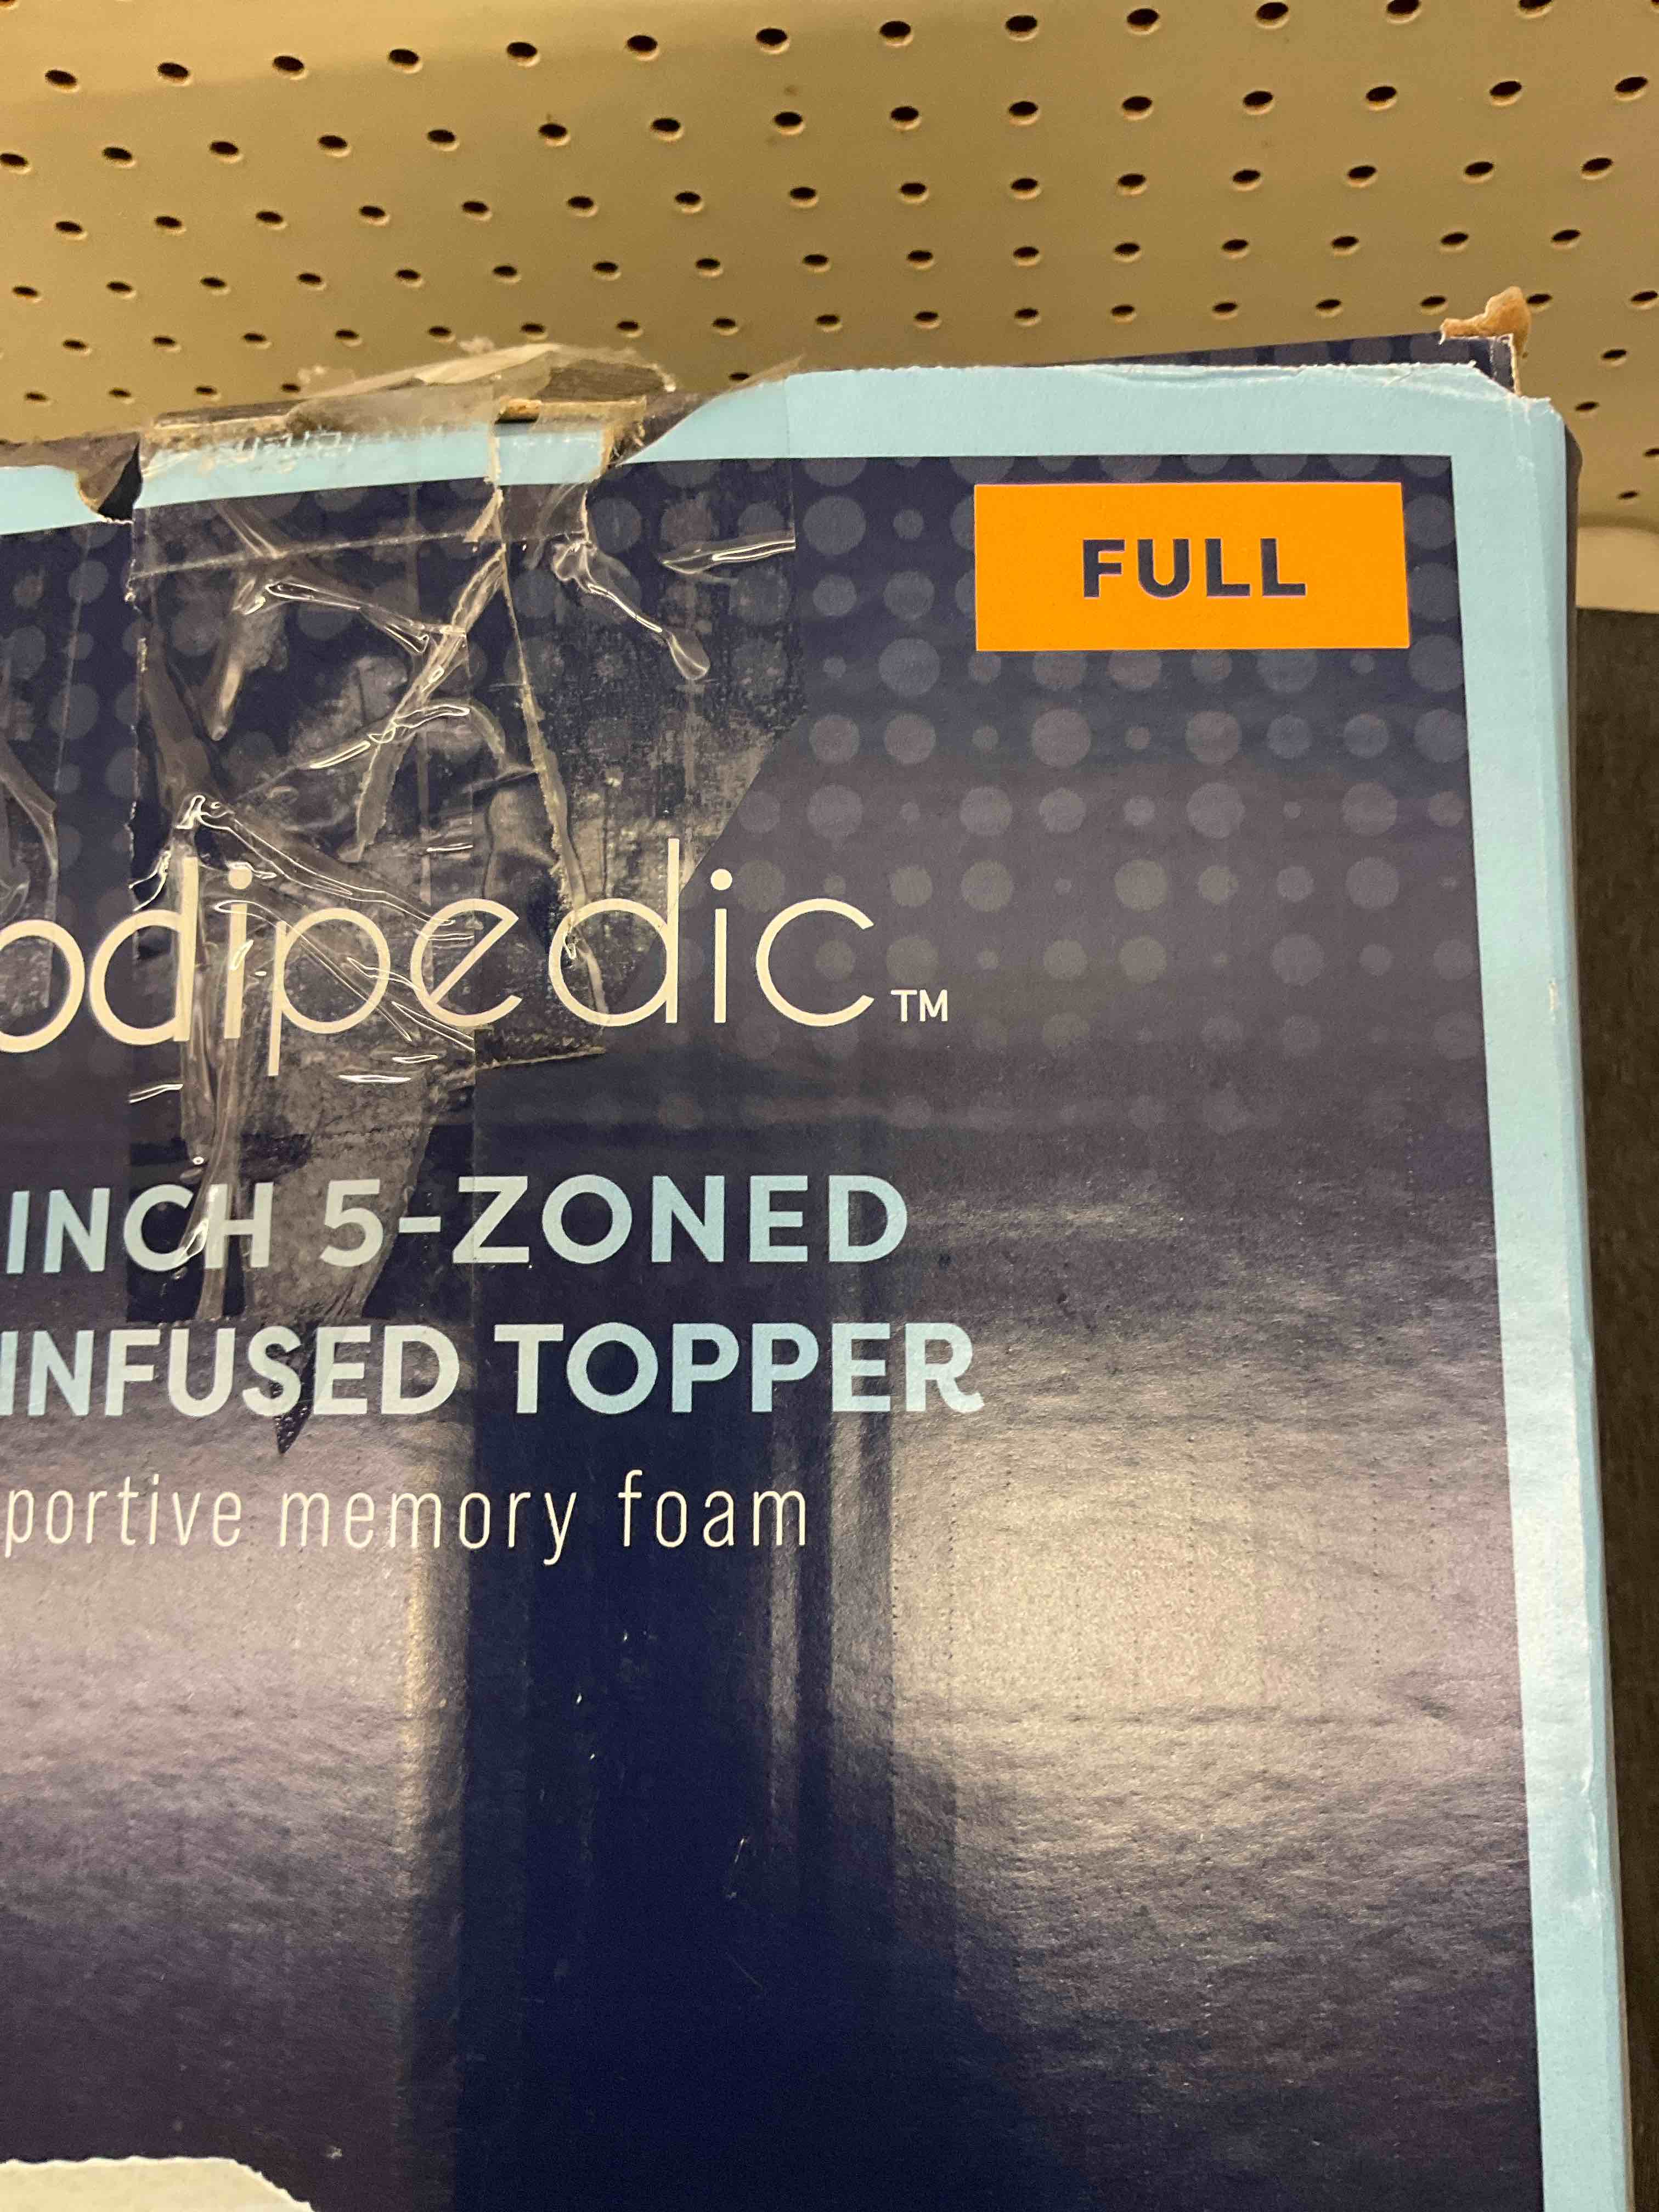 FULL
odipedic™
INCH 5-ZONED
INFUSED TOPPER
portive memory foam